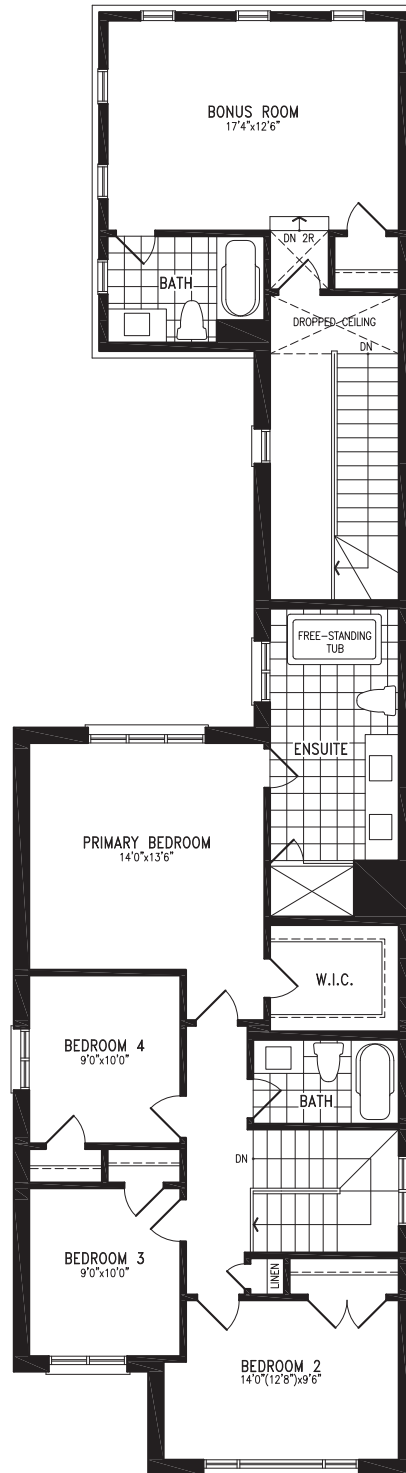 BONUS ROOM
17'4"x12'6"
DN 2R
BATH
DROPPED CEILING
DN
FREE-STANDING
TUB
ENSUITE
PRIMARY BEDROOM
14'0"x13'6"
W.I.C.
BEDROOM 4
9'0"x10'0"
BATH
DN
BEDROOM 3
9'0"x10'0"
LINEN
BEDROOM 2
14'0"(12'8")x9'6"